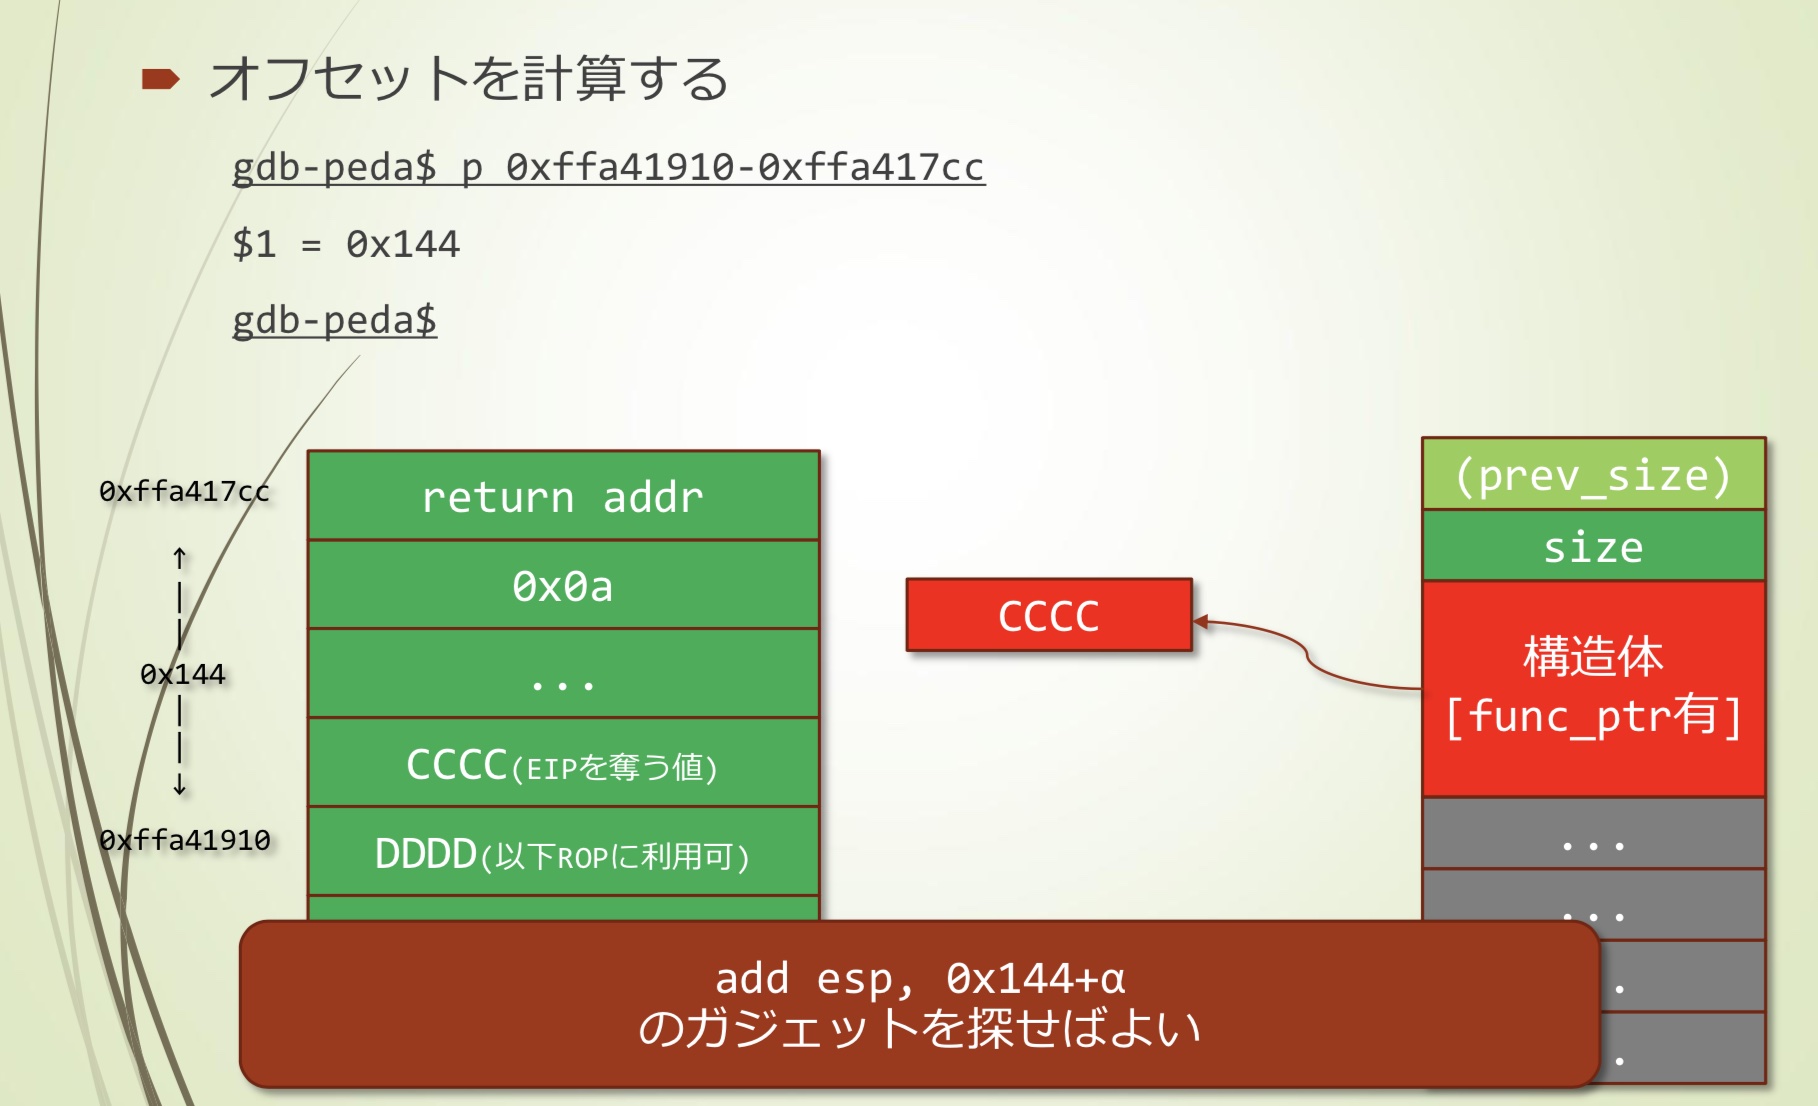 オフセットを計算する
gdb-peda$ p 0xffa41910-0xffa417cc
$1 = 0x144
gdb-peda$
0xffa417cc
↑
0x144
↓
0xffa41910
return addr
0x0a
...
CCCC(EIPを奪う値)
DDDD(以下ROPに利用可)
CCCC
(prev_size)
size
構造体
[func_ptr有]
...
...
.
.
add esp, 0x144+α
のガジェットを探せばよい